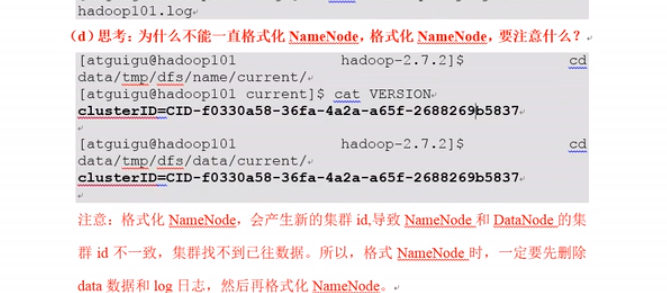 hadoop101.log
（d）思考：为什么不能一直格式化 NameNode，格式化 NameNode，要注意什么？
[atguigu@hadoop101 hadoop-2.7.2]$ cd
data/tmp/dfs/name/current/
[atguigu@hadoop101 current]$ cat VERSION
clusterID=CID-f0330a58-36fa-4a2a-a65f-2688269b5837
[atguigu@hadoop101 hadoop-2.7.2]$ cd
data/tmp/dfs/data/current/
clusterID=CID-f0330a58-36fa-4a2a-a65f-2688269b5837
注意：格式化 NameNode，会产生新的集群 id,导致 NameNode 和 DataNode 的集
群 id 不一致，集群找不到已往数据。所以，格式 NameNode 时，一定要先删除
data 数据和 log 日志，然后再格式化 NameNode。